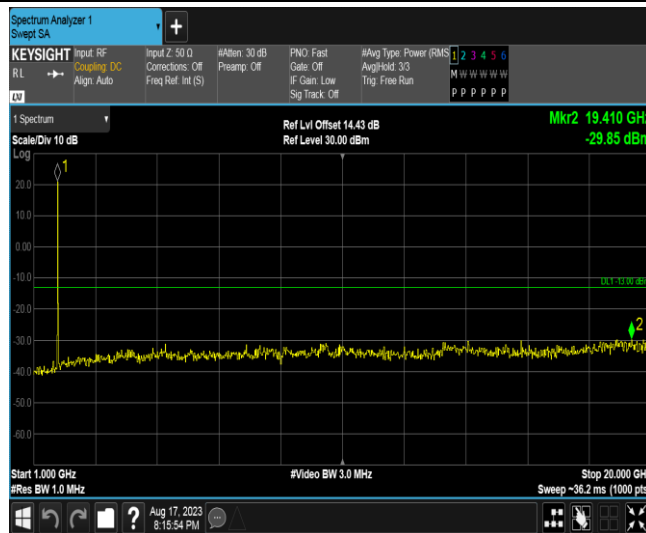 Spectrum Analyzer 1
Swept SA
+
KEYSIGHT
RL
LXI
Input: RF
Coupling: DC
Align: Auto
Input Z: 50 Ω
Corrections: Off
Freq Ref: Int (S)
#Atten: 30 dB
Preamp: Off
PNO: Fast
Gate: Off
IF Gain: Low
Sig Track: Off
#Avg Type: Power (RMS
Avg|Hold: 3/3
Trig: Free Run
1 2 3 4 5 6
M W W W W W
P P P P P P
1 Spectrum
Scale/Div 10 dB
Log
Ref Lvl Offset 14.43 dB
Ref Level 30.00 dBm
Mkr2 19.410 GHz
-29.85 dBm
1
20.0
10.0
0.00
-10.0
DL1 -13.00 dBm
-20.0
-30.0
2
-40.0
-50.0
-60.0
Start 1.000 GHz
#Res BW 1.0 MHz
#Video BW 3.0 MHz
Stop 20.000 GHz
Sweep ~36.2 ms (1000 pts)
?
Aug 17, 2023
8:15:54 PM